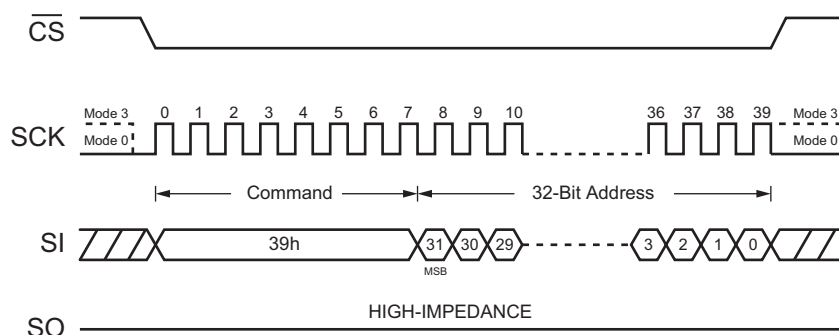 CS
Mode 3 0 1 2 3 4 5 6 7 8 9 10 36 37 38 39 Mode 3
SCK Mode 0 Mode 0
Command 32-Bit Address
SI 39h 31 30 29 3 2 1 0
MSB
HIGH-IMPEDANCE
SO